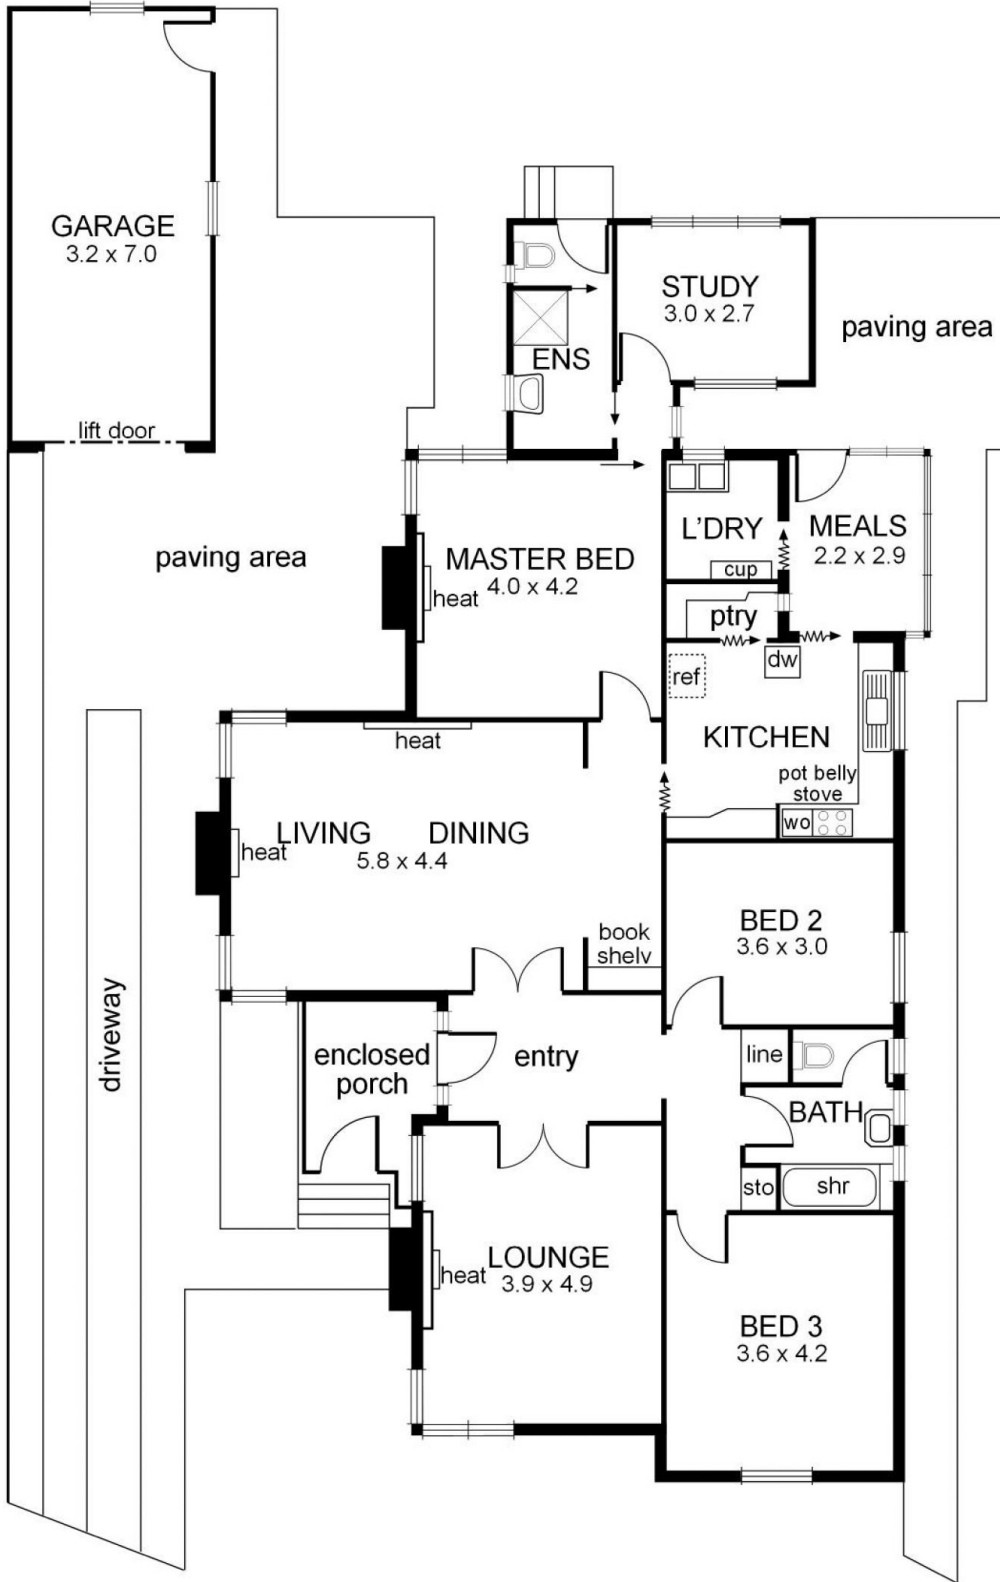 GARAGE
3.2 x 7.0
lift door
STUDY
3.0 x 2.7
paving area
ENS
L'DRY
cup
MEALS
2.2 x 2.9
paving area
MASTER BED
4.0 x 4.2
heat
ptry
ref
dw
KITCHEN
pot belly
stove
wo
heat
LIVING DINING
5.8 x 4.4
heat
book
shelv
BED 2
3.6 x 3.0
driveway
enclosed
porch
entry
line
BATH
sto
shr
LOUNGE
3.9 x 4.9
heat
BED 3
3.6 x 4.2